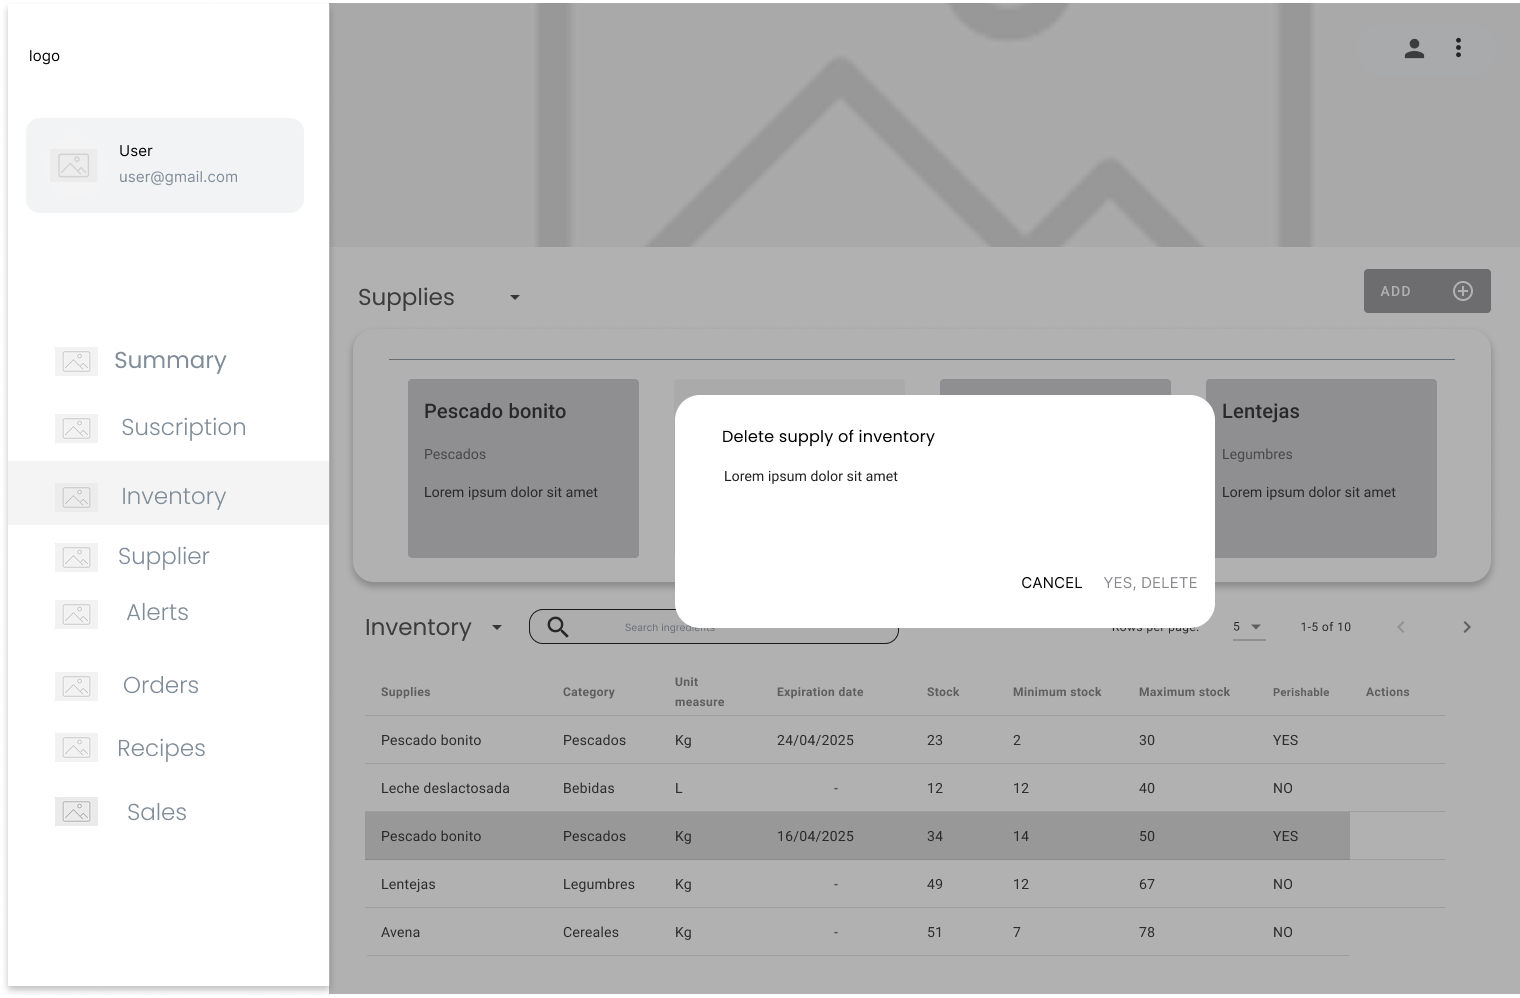 logo
User
user@gmail.com
Summary
Suscription
Inventory
Supplier
Alerts
Orders
Recipes
Sales
Supplies
ADD
Pescado bonito
Pescados
Lorem ipsum dolor sit amet
Lentejas
Legumbres
Lorem ipsum dolor sit amet
Delete supply of inventory
Lorem ipsum dolor sit amet
CANCEL YES, DELETE
Inventory
Search ingredients
Rows per page:
5
1-5 of 10
Supplies Category Unit measure Expiration date Stock Minimum stock Maximum stock Perishable Actions
Pescado bonito Pescados Kg 24/04/2025 23 2 30 YES
Leche deslactosada Bebidas L - 12 12 40 NO
Pescado bonito Pescados Kg 16/04/2025 34 14 50 YES
Lentejas Legumbres Kg - 49 12 67 NO
Avena Cereales Kg - 51 7 78 NO